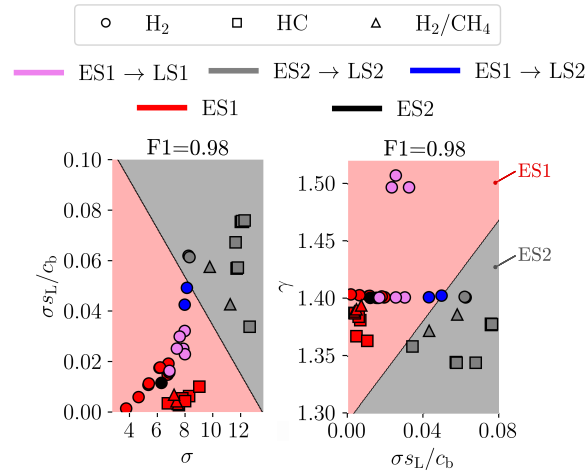 H₂ HC H₂/CH₄
ES1 → LS1 ES2 → LS2 ES1 → LS2
ES1 ES2
F1=0.98 F1=0.98
0.10
0.08
0.06
0.04
0.02
0.00
σs_L/c_b
4 6 8 10 12
σ
1.50
1.45
1.40
1.35
1.30
γ
0.00 0.04 0.08
σs_L/c_b
ES1
ES2